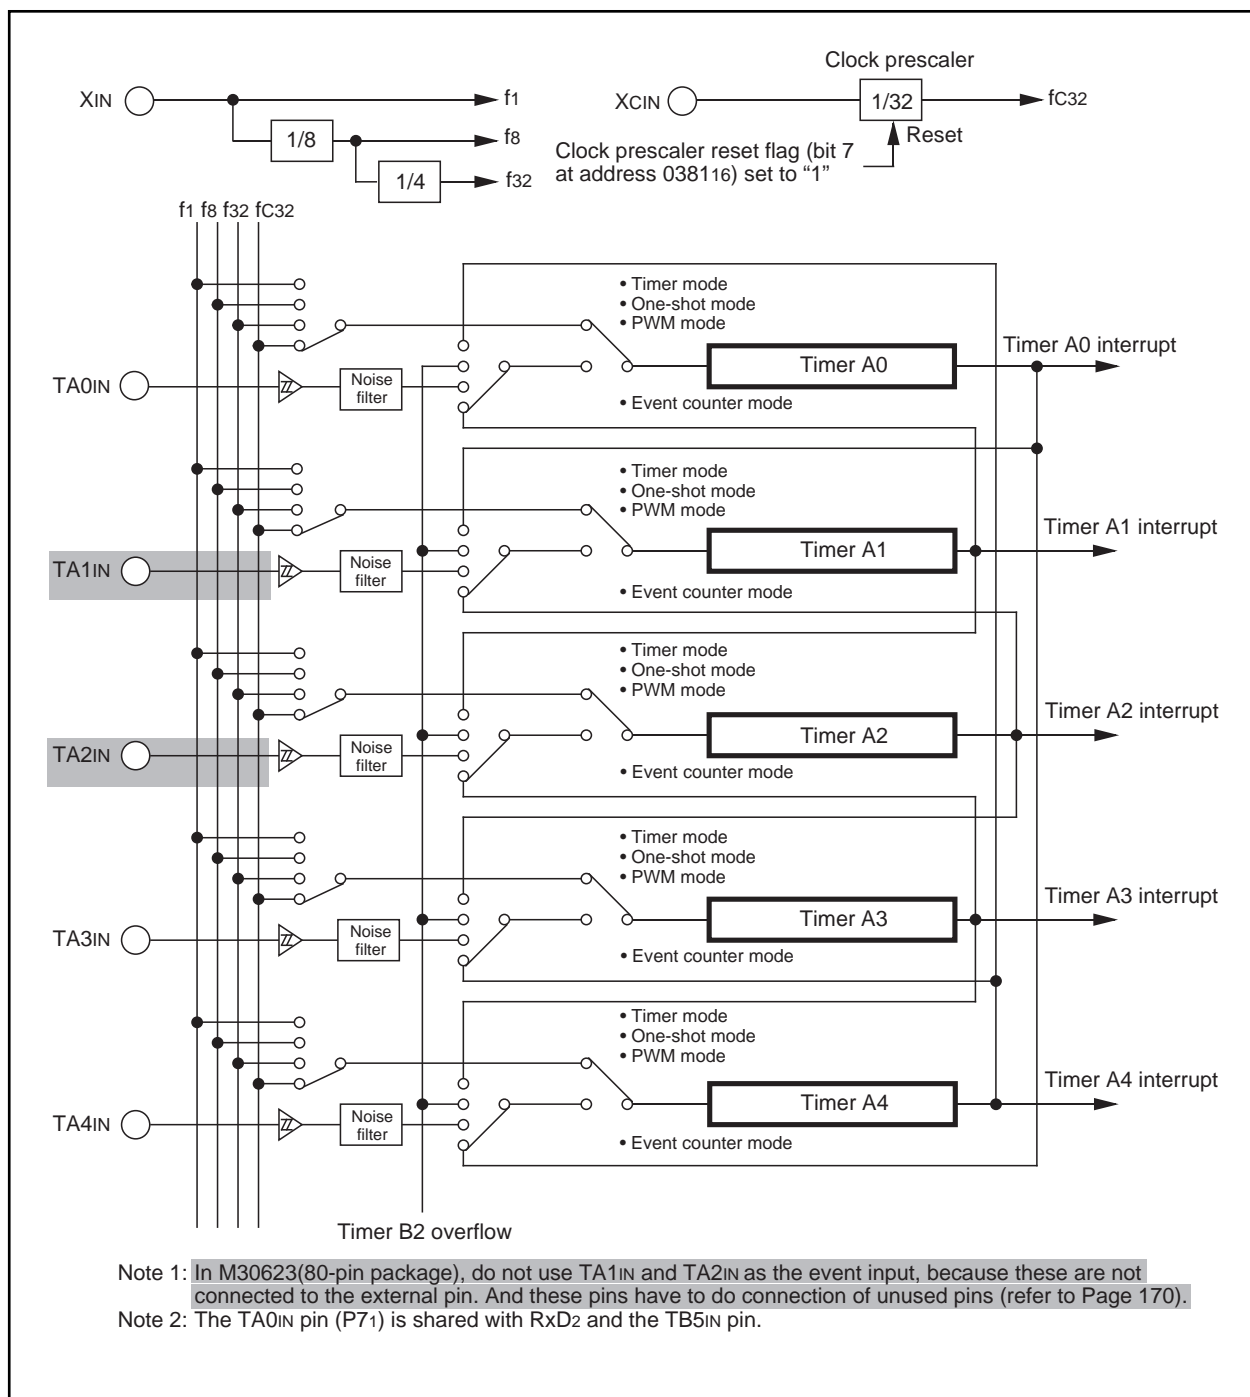 Clock prescaler
XIN
f1
XCIN
1/32
fC32
1/8
f8
Reset
Clock prescaler reset flag (bit 7
at address 038116) set to “1”
1/4
f32
f1 f8 f32 fC32
• Timer mode
• One-shot mode
• PWM mode
Timer A0 interrupt
Timer A0
TA0IN
Noise
filter
• Event counter mode
• Timer mode
• One-shot mode
• PWM mode
Timer A1 interrupt
Timer A1
TA1IN
Noise
filter
• Event counter mode
• Timer mode
• One-shot mode
• PWM mode
Timer A2 interrupt
Timer A2
TA2IN
Noise
filter
• Event counter mode
• Timer mode
• One-shot mode
• PWM mode
Timer A3 interrupt
Timer A3
TA3IN
Noise
filter
• Event counter mode
• Timer mode
• One-shot mode
• PWM mode
Timer A4 interrupt
Timer A4
TA4IN
Noise
filter
• Event counter mode
Timer B2 overflow
Note 1: In M30623(80-pin package), do not use TA1IN and TA2IN as the event input, because these are not
connected to the external pin. And these pins have to do connection of unused pins (refer to Page 170).
Note 2: The TA0IN pin (P71) is shared with RxD2 and the TB5IN pin.